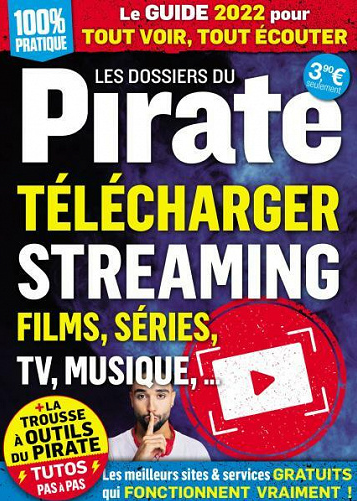 100%
PRATIQUE
Le GUIDE 2022 pour
TOUT VOIR, TOUT ÉCOUTER
LES DOSSIERS DU
3,90€
seulement
Pirate
TÉLÉCHARGER
STREAMING
FILMS, SÉRIES,
TV, MUSIQUE, ...
+ LA
TROUSSE
À OUTILS
DU PIRATE
TUTOS
PAS À PAS
Les meilleurs sites & services GRATUITS
qui FONCTIONNENT VRAIMENT !